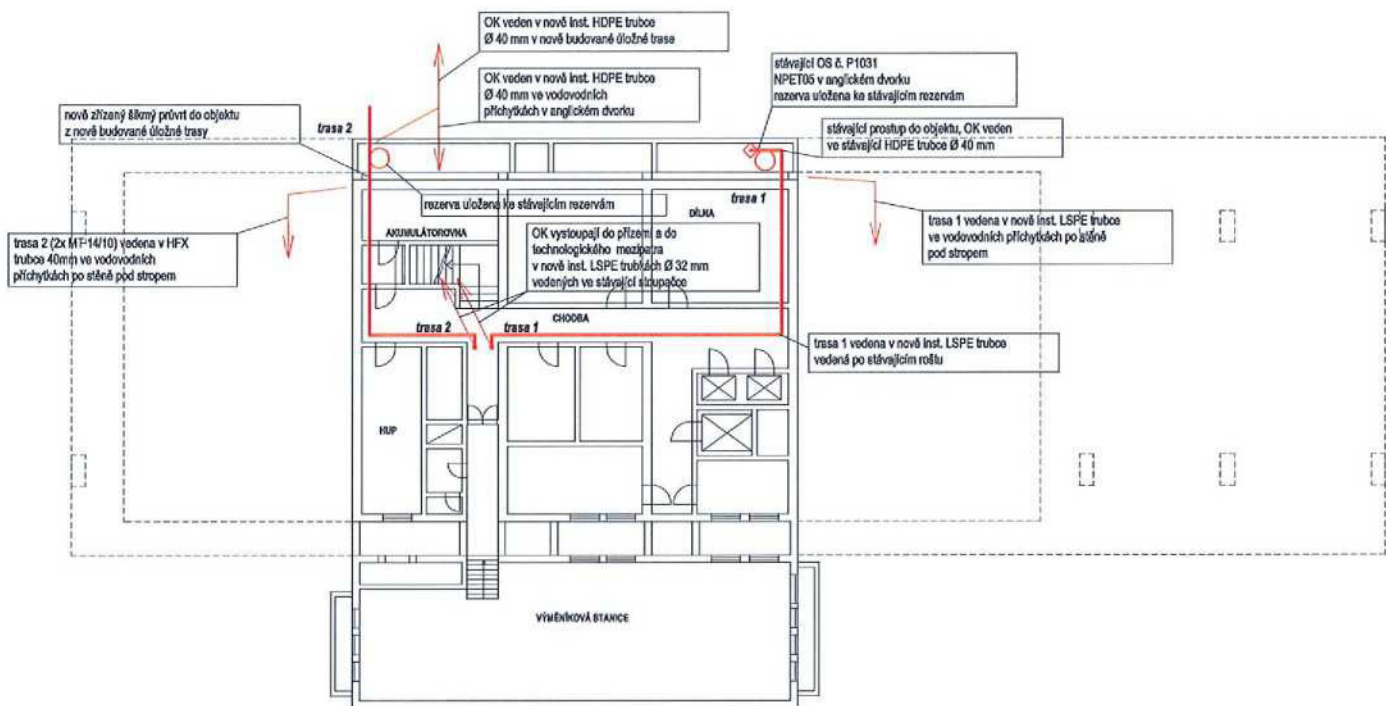 OK veden v nově inst. HDPE trubce
Ø 40 mm v nově budované úložné trase
OK veden v nově inst. HDPE trubce
Ø 40 mm ve vodovodních
příchytkách v anglickém dvorku
stávající OS č. P1031
NPET05 v anglickém dvorku
rezerva uložena ke stávajícím rezervám
nově zřízený šikmý průvrt do objektu
z nově budované úložné trasy
trasa 2
stávající prostup do objektu, OK veden
ve stávající HDPE trubce Ø 40 mm
rezerva uložena ke stávajícím rezervám
trasa 1
DÍLNA
AKUMULÁTOROVNA
OK vystoupají do přízemí a do
technologického mezipatra
v nově inst. LSPE trubkách Ø 32 mm
vedených ve stávající stoupačce
trasa 1 vedena v nově inst. LSPE trubce
ve vodovodních příchytkách po stěně
pod stropem
trasa 2 (2x MT-14/10) vedena v HFX
trubce 40mm ve vodovodních
příchytkách po stěně pod stropem
CHODBA
trasa 2
trasa 1
trasa 1 vedena v nově inst. LSPE trubce
vedená po stávajícím roštu
HUP
VÝMĚNÍKOVÁ STANICE